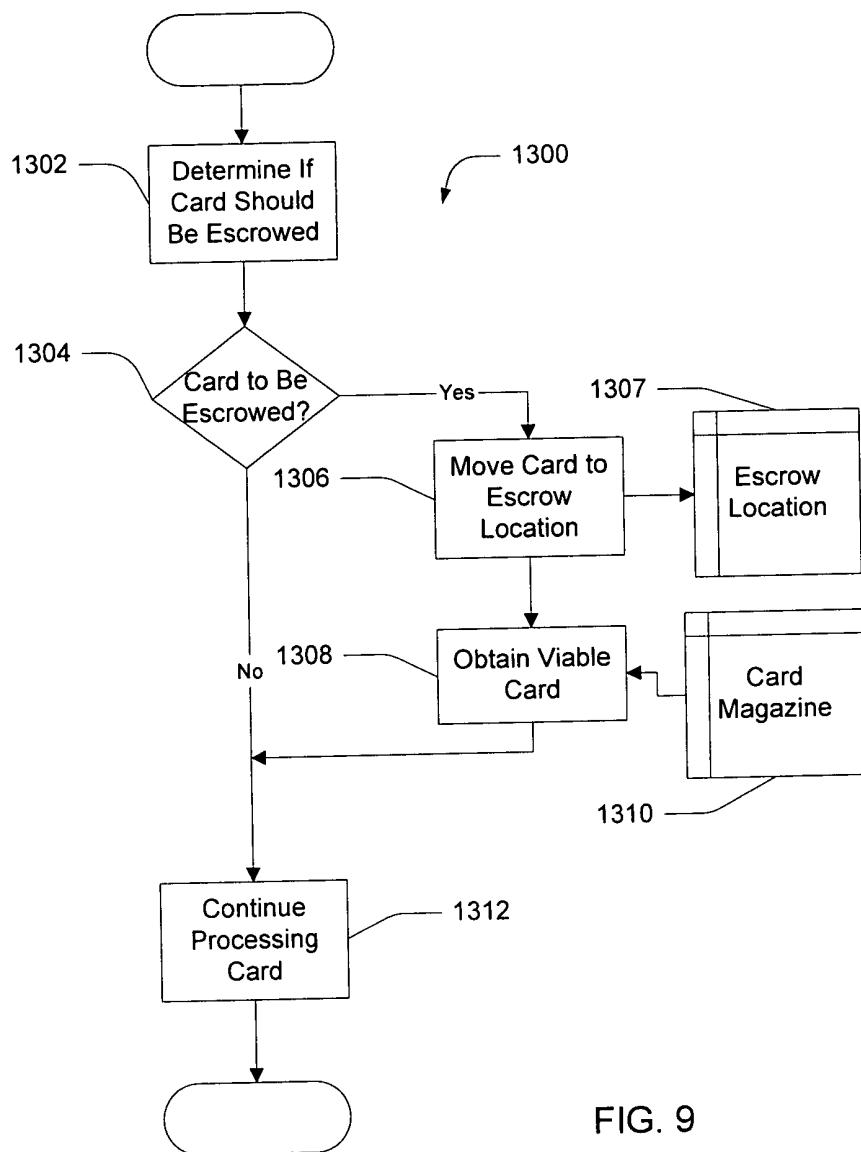 1302
Determine If
Card Should
Be Escrowed
1300
1304
Card to Be
Escrowed?
Yes
1307
1306
Move Card to
Escrow
Location
Escrow
Location
No
1308
Obtain Viable
Card
Card
Magazine
1310
Continue
Processing
Card
1312
FIG. 9